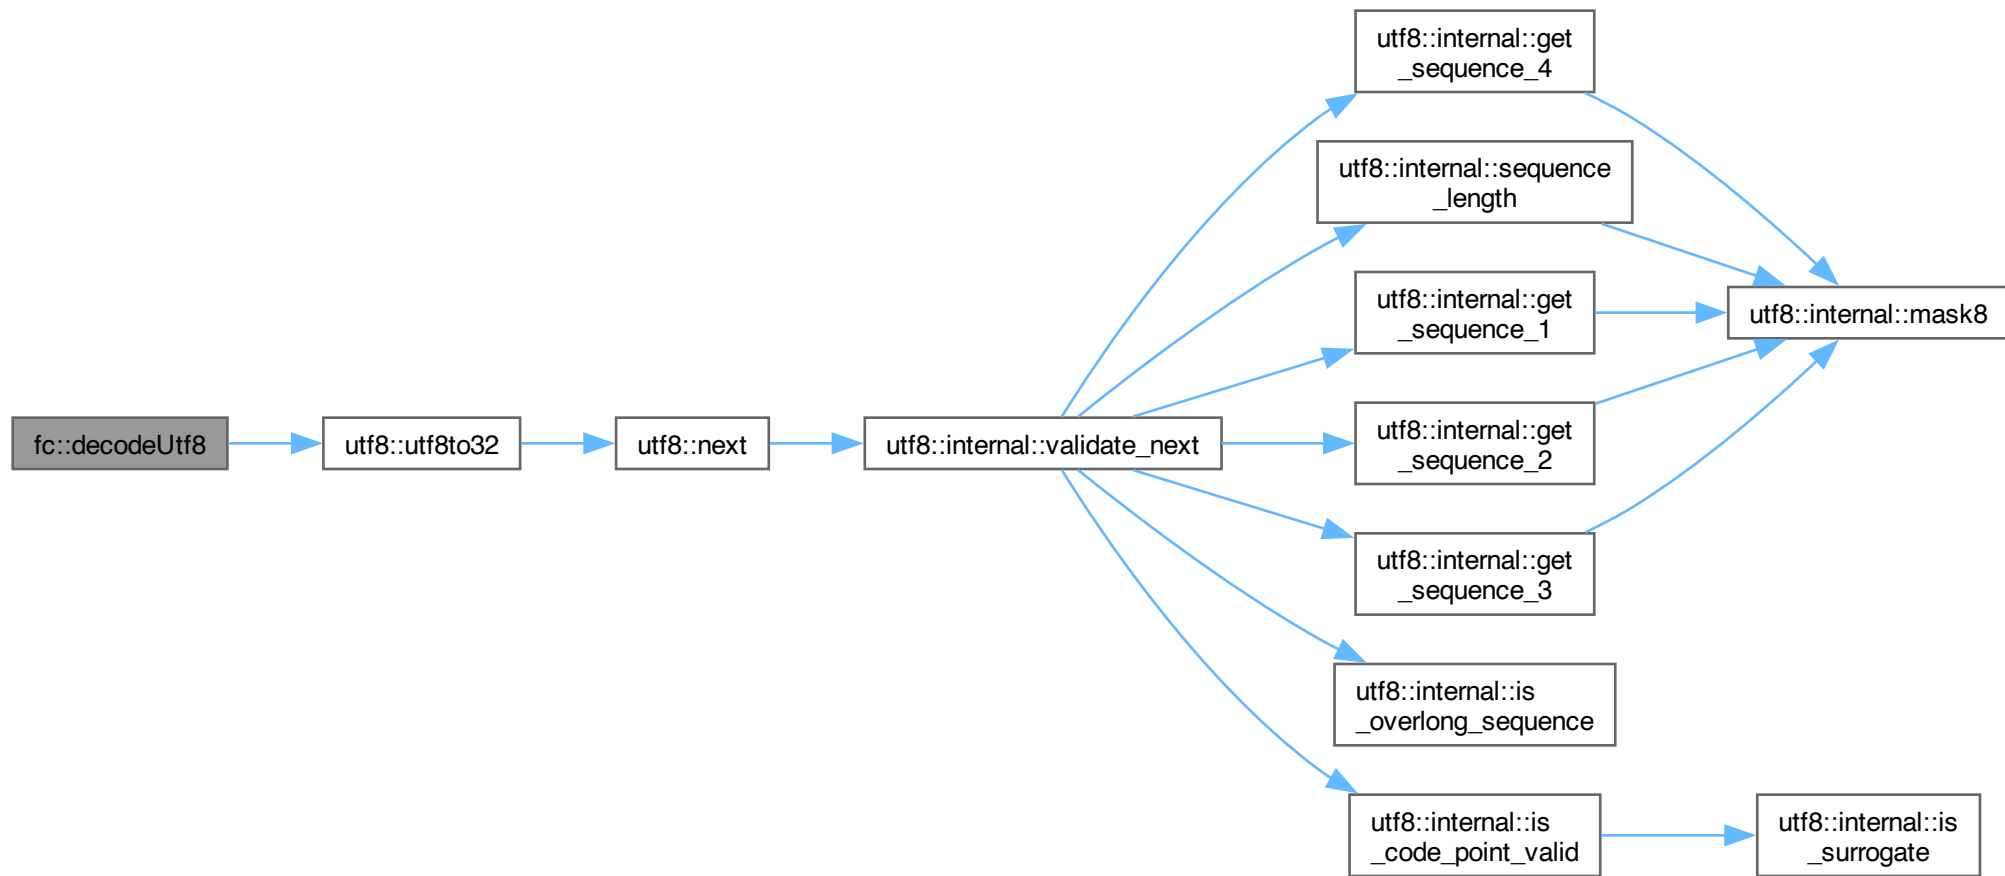 utf8::internal::get
_sequence_4
utf8::internal::sequence
_length
utf8::internal::get
_sequence_1
utf8::internal::mask8
fc::decodeUtf8
utf8::utf8to32
utf8::next
utf8::internal::validate_next
utf8::internal::get
_sequence_2
utf8::internal::get
_sequence_3
utf8::internal::is
_overlong_sequence
utf8::internal::is
_code_point_valid
utf8::internal::is
_surrogate